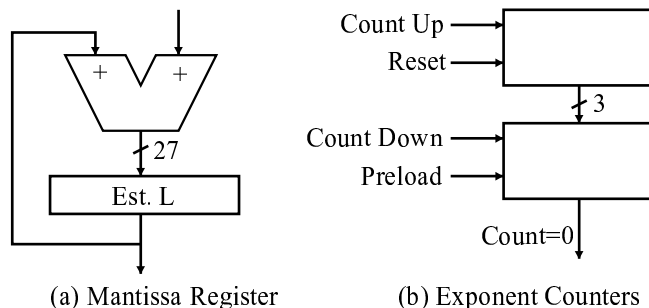 + +
27
Est. L
(a) Mantissa Register
Count Up
Reset
3
Count Down
Preload
Count=0
(b) Exponent Counters